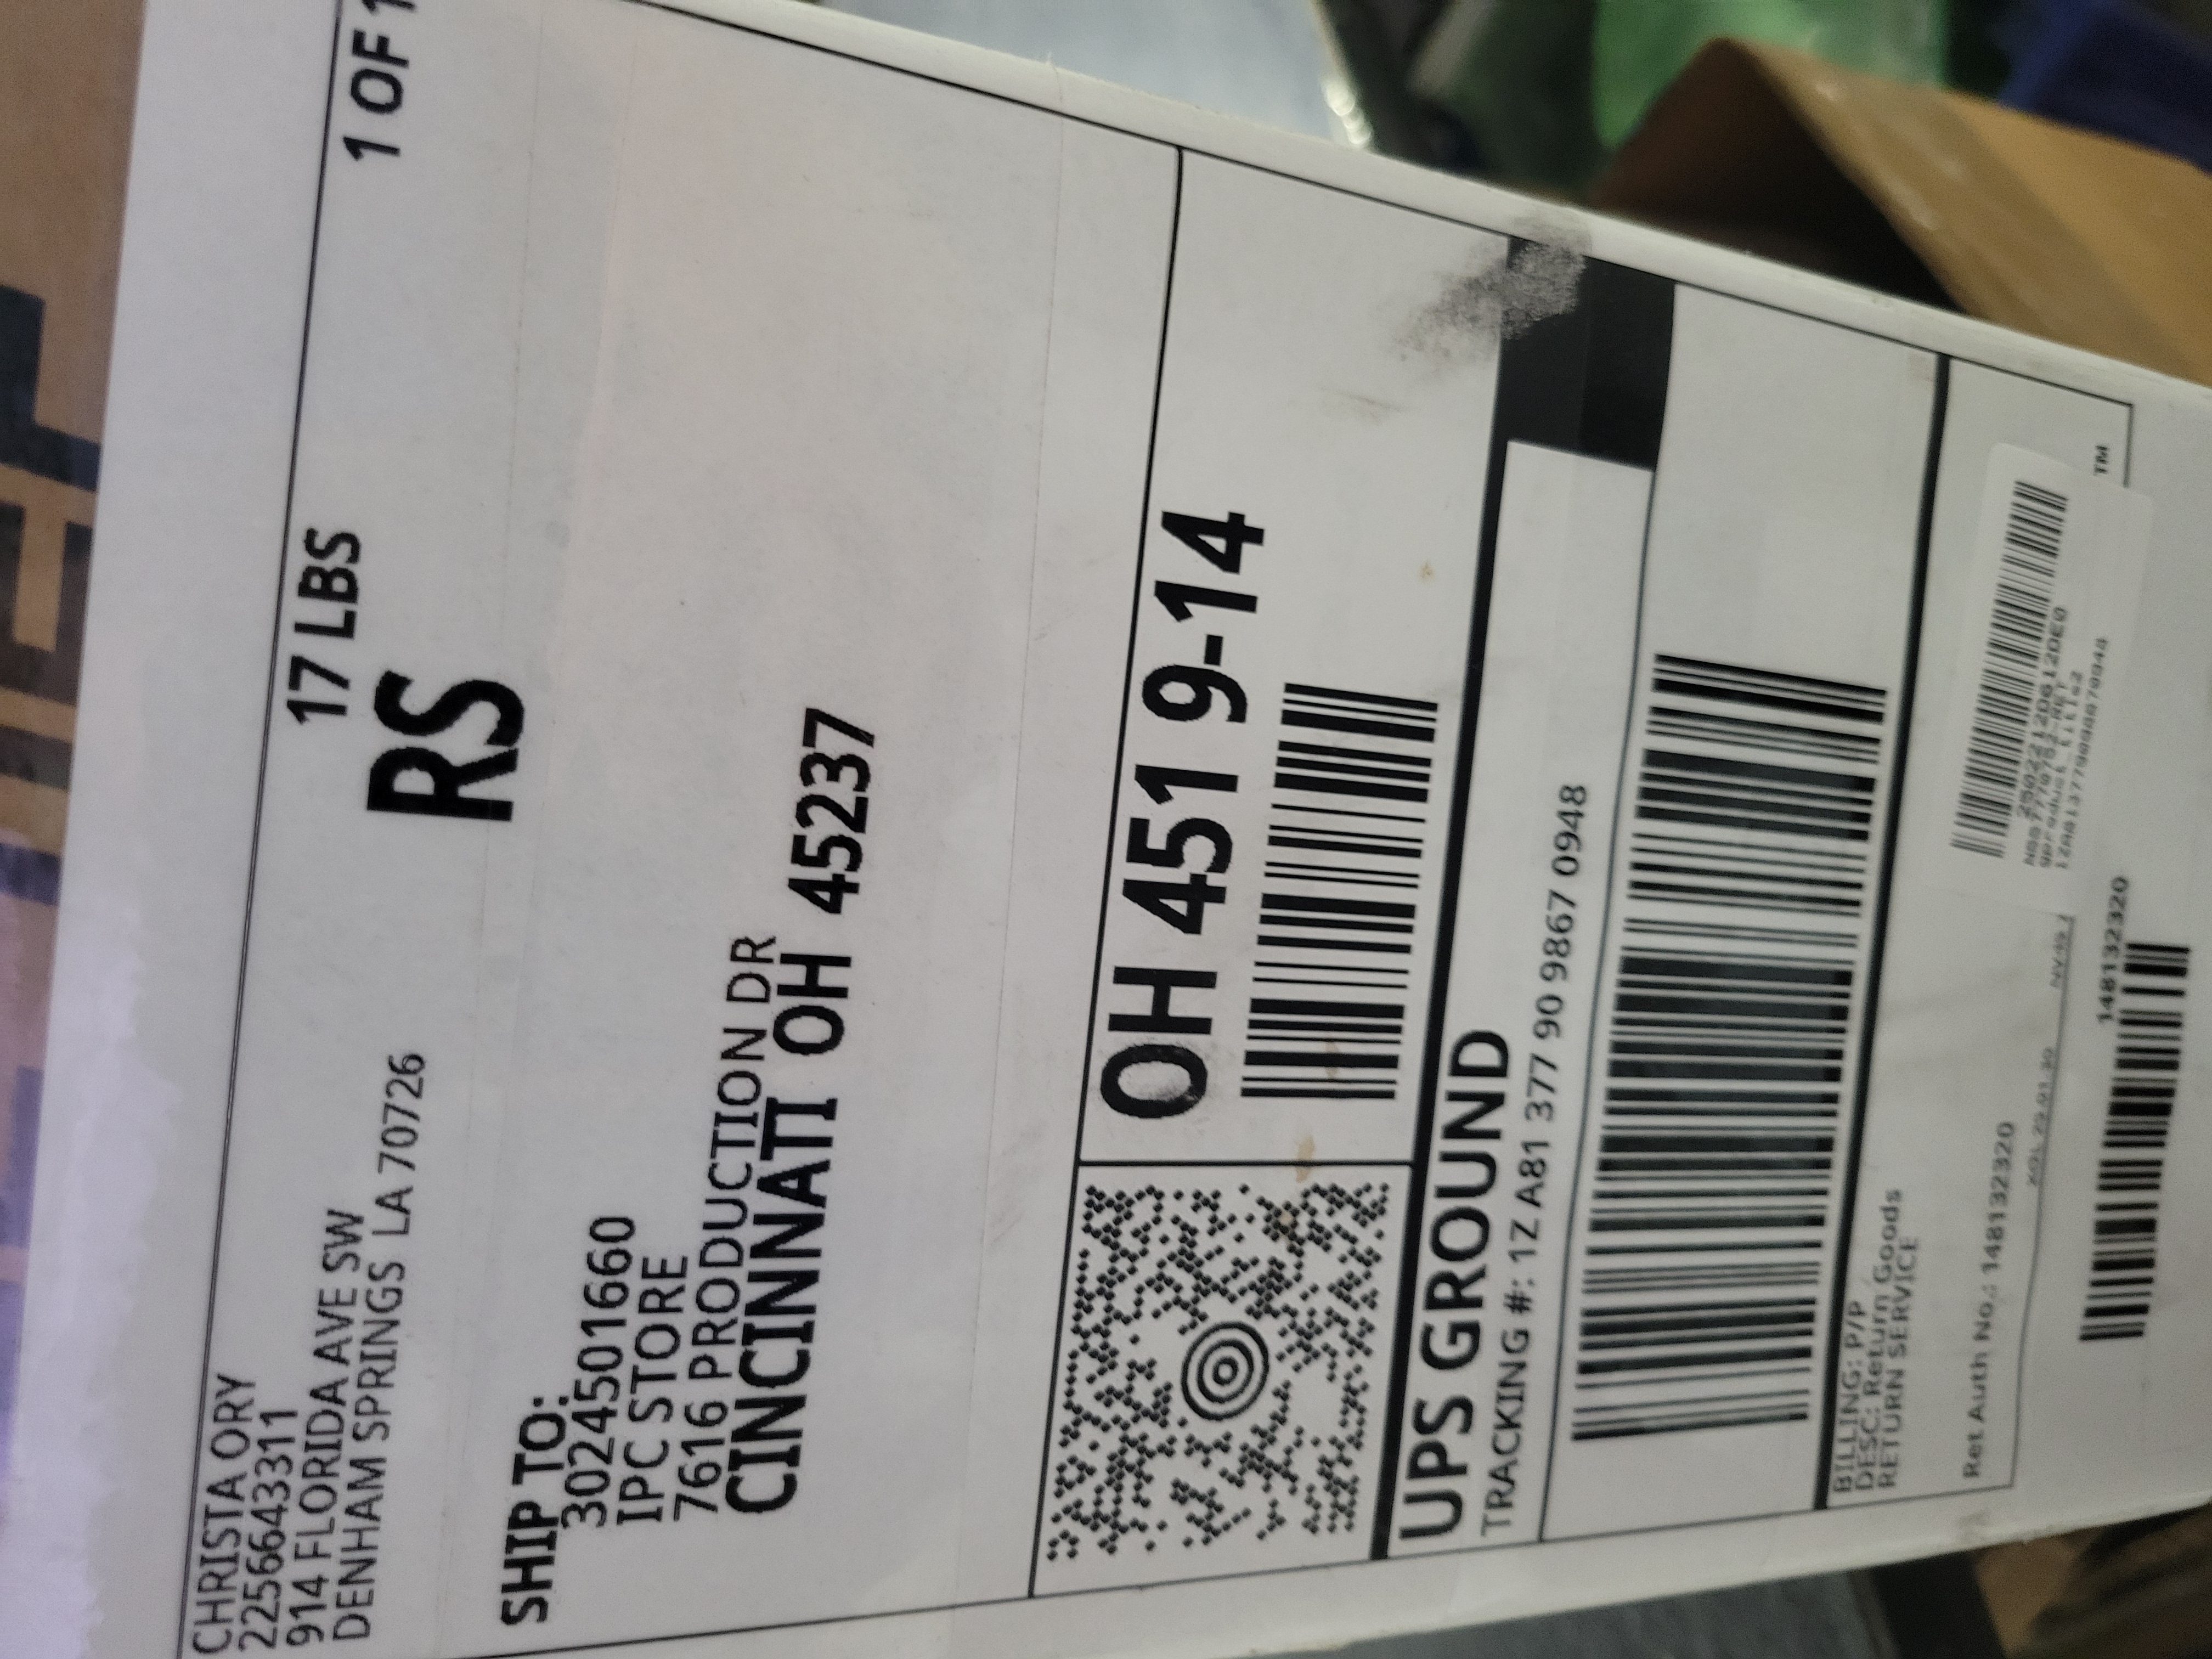 CHRISTA ORY
2256643311
914 FLORIDA AVE SW
DENHAM SPRINGS LA 70726
17 LBS
1 OF 1
RS
SHIP TO:
3024501660
IPC STORE
7616 PRODUCTION DR
CINCINNATI OH 45237
OH 451 9-14
UPS GROUND
TRACKING #: 1Z A81 377 90 9867 0948
BILLING: P/P
DESC: Return Goods
RETURN SERVICE
Ret Auth No.: 148132320
TM
148132320